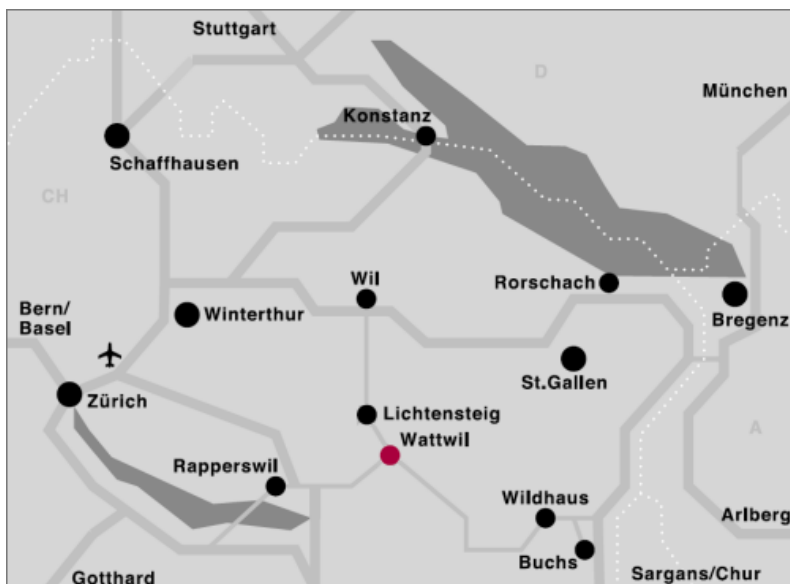 Stuttgart
D
München
Konstanz
Schaffhausen
CH
Wil
Rorschach
Bern/
Basel
Winterthur
Bregenz
St.Gallen
Zürich
Lichtensteig
Wattwil
A
Rapperswil
Wildhaus
Arlberg
Buchs
Gotthard
Sargans/Chur